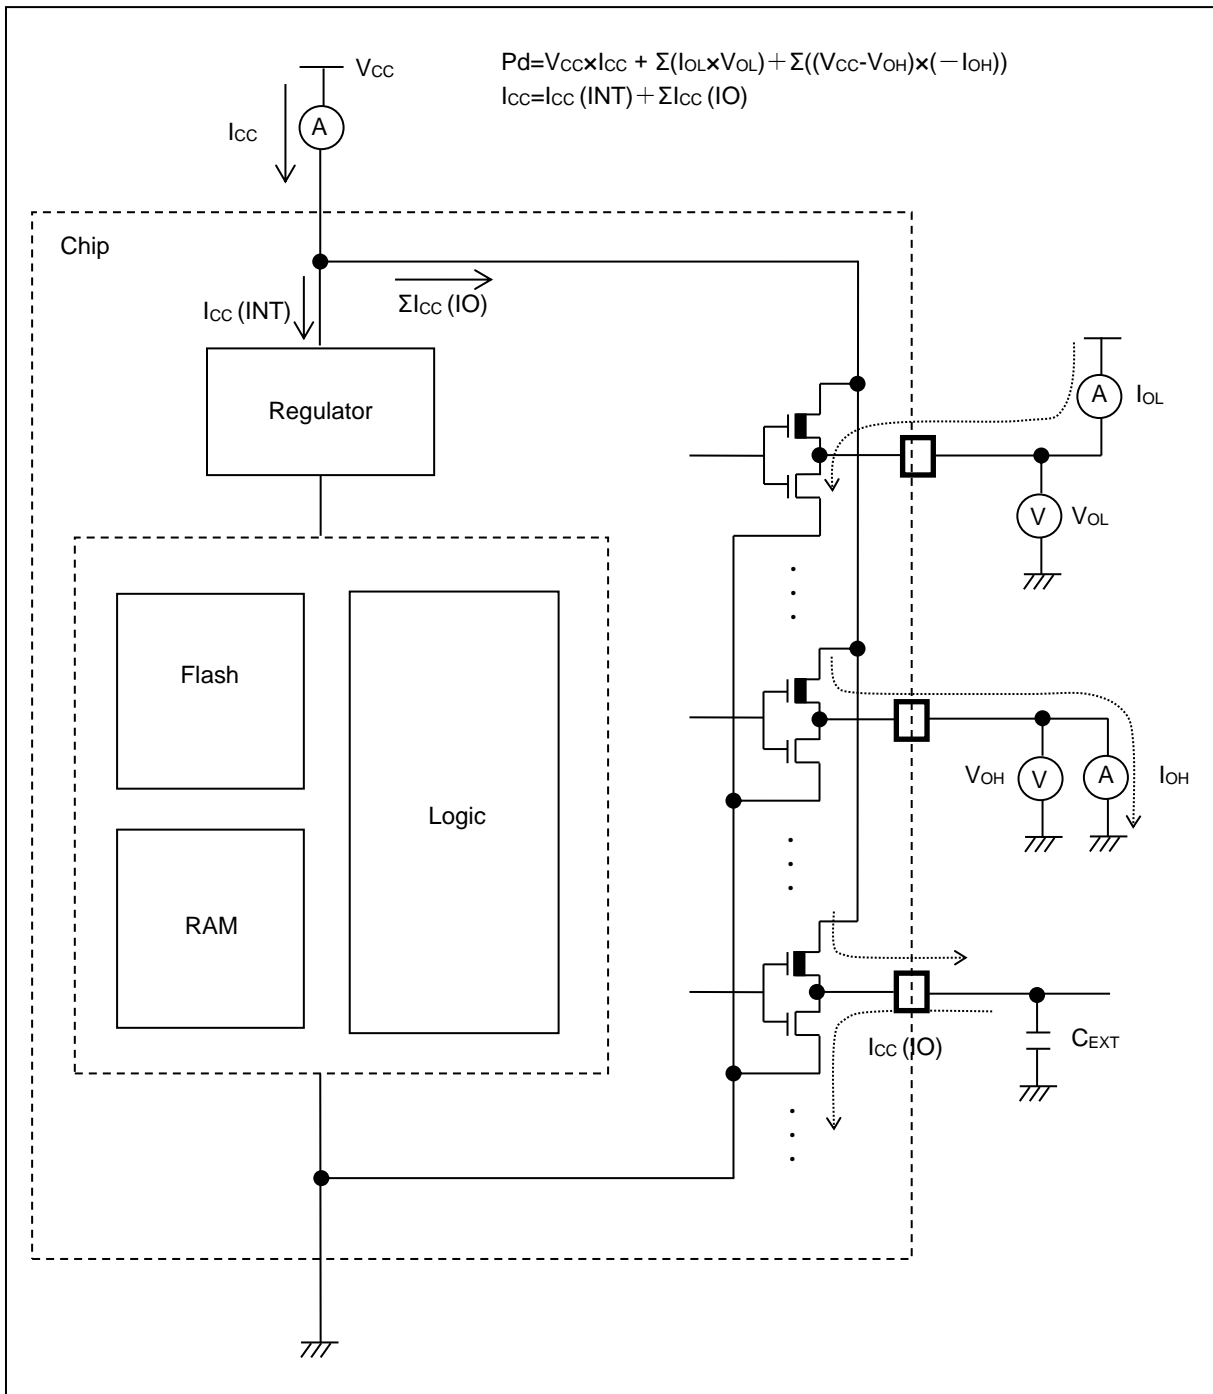 Pd=VCC×ICC + Σ(IOL×VOL)+Σ((VCC-VOH)×(-IOH))
ICC=ICC (INT)+ΣICC (IO)
VCC
A
ICC
Chip
ICC (INT)
ΣICC (IO)
Regulator
A
IOL
V
VOL
Flash
Logic
RAM
VOH
V
A
IOH
ICC (IO)
CEXT